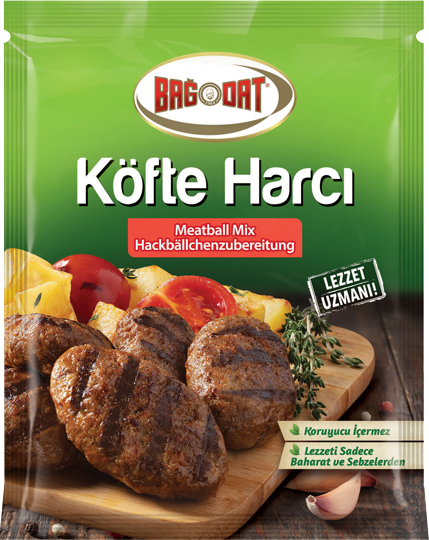 BAĞDAT
Köfte Harcı
Meatball Mix
Hackbällchenzubereitung
LEZZET
UZMANI!
Koruyucu İçermez
Lezzeti Sadece
Baharat ve Sebzelerden